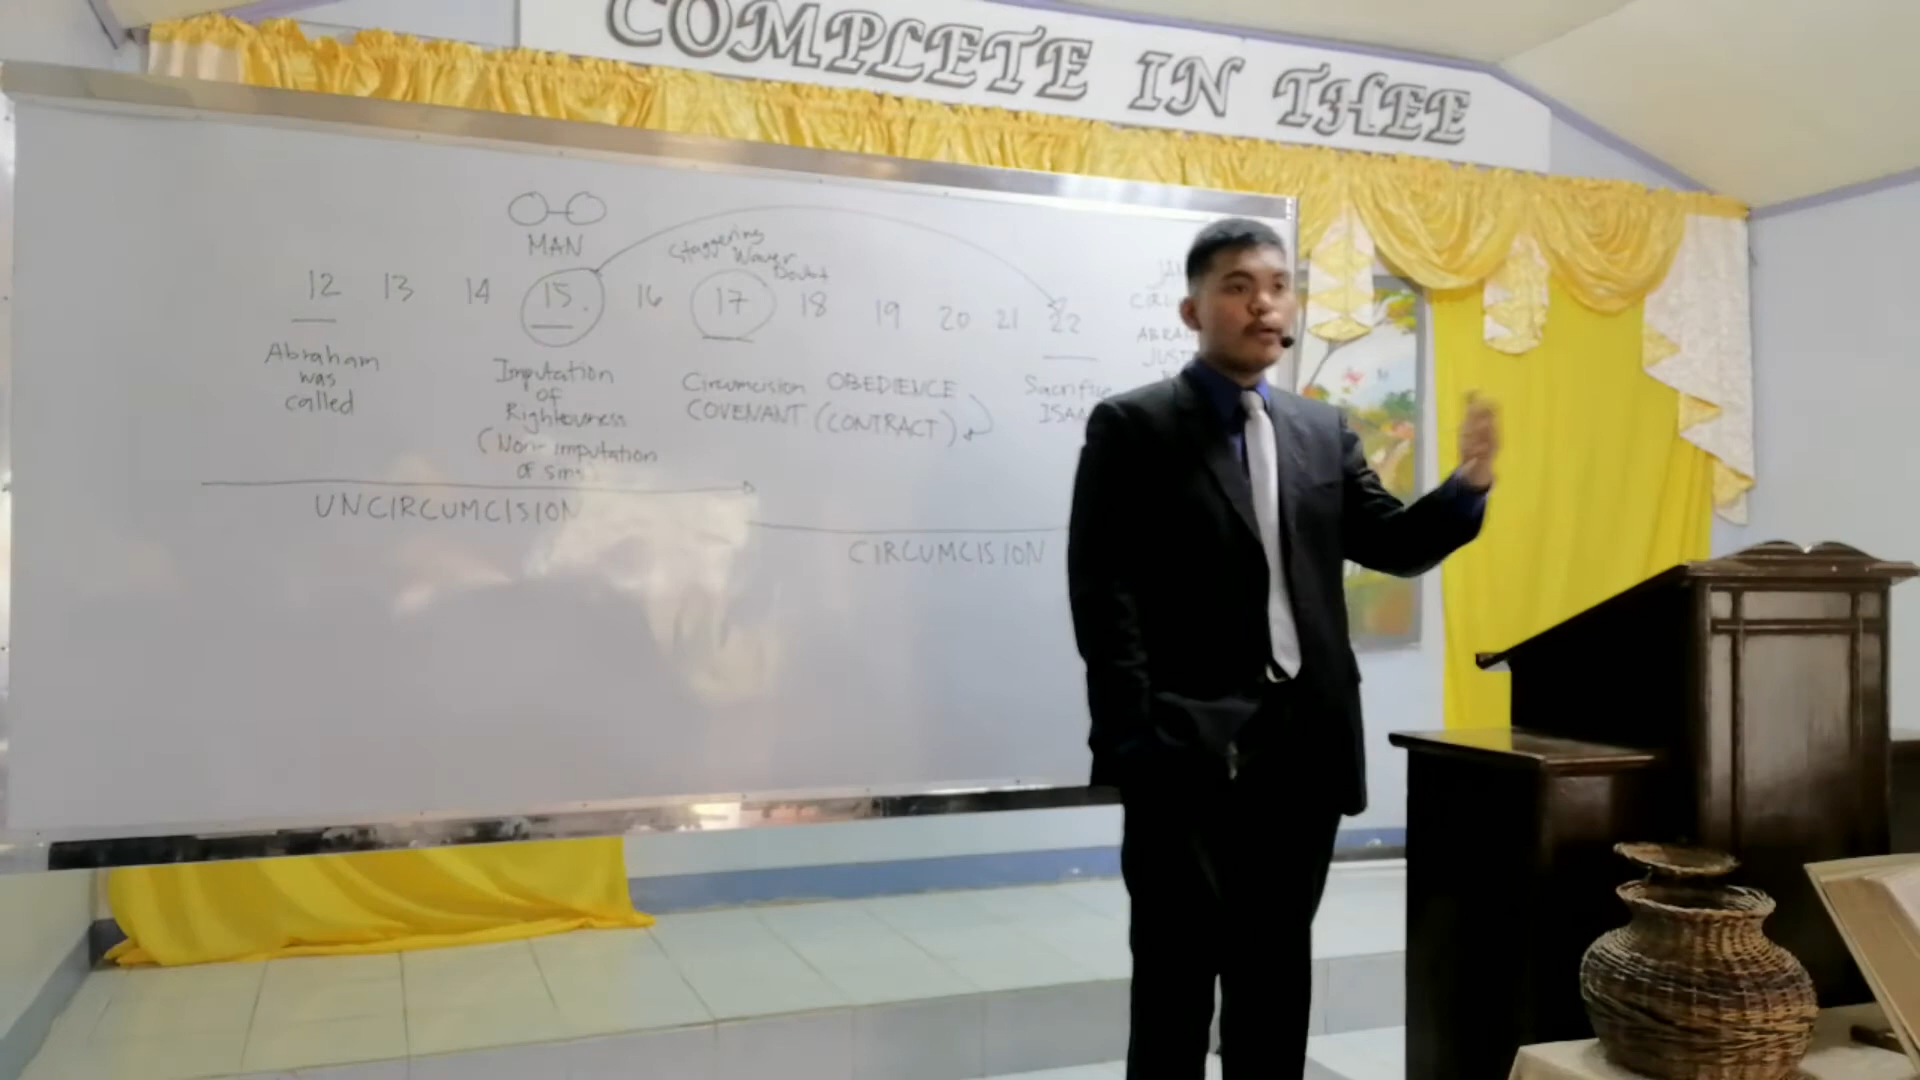 COMPLETE IN THEE
MAN
Staggering
Waver
Doubt
12 13 14 15 16 17 18 19 20 21 22
Abraham
was
called
Imputation
of
Righteousness
(Non-imputation
of sins
Circumcision OBEDIENCE
COVENANT (CONTRACT)
Sacrifice
UNCIRCUMCISION
CIRCUMCISION